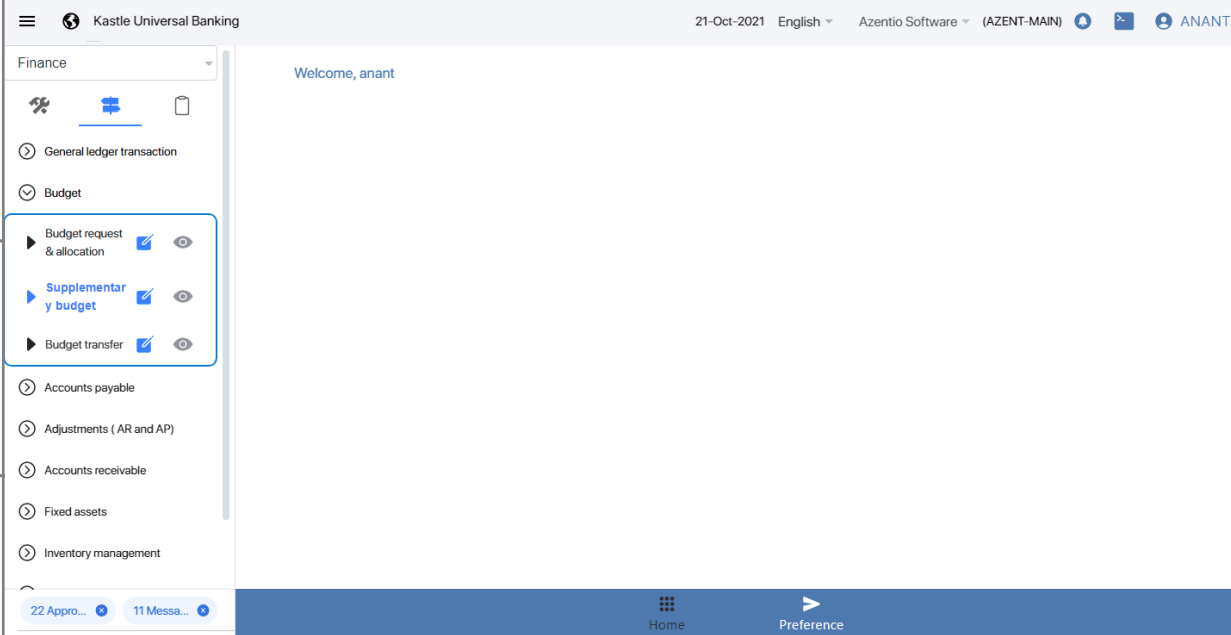 Kastle Universal Banking
21-Oct-2021 English Azentio Software (AZENT-MAIN) ANANT
Finance
Welcome, anant
General ledger transaction
Budget
Budget request
& allocation
Supplementar
y budget
Budget transfer
Accounts payable
Adjustments ( AR and AP)
Accounts receivable
Fixed assets
Inventory management
22 Appro... 11 Messa...
Home Preference